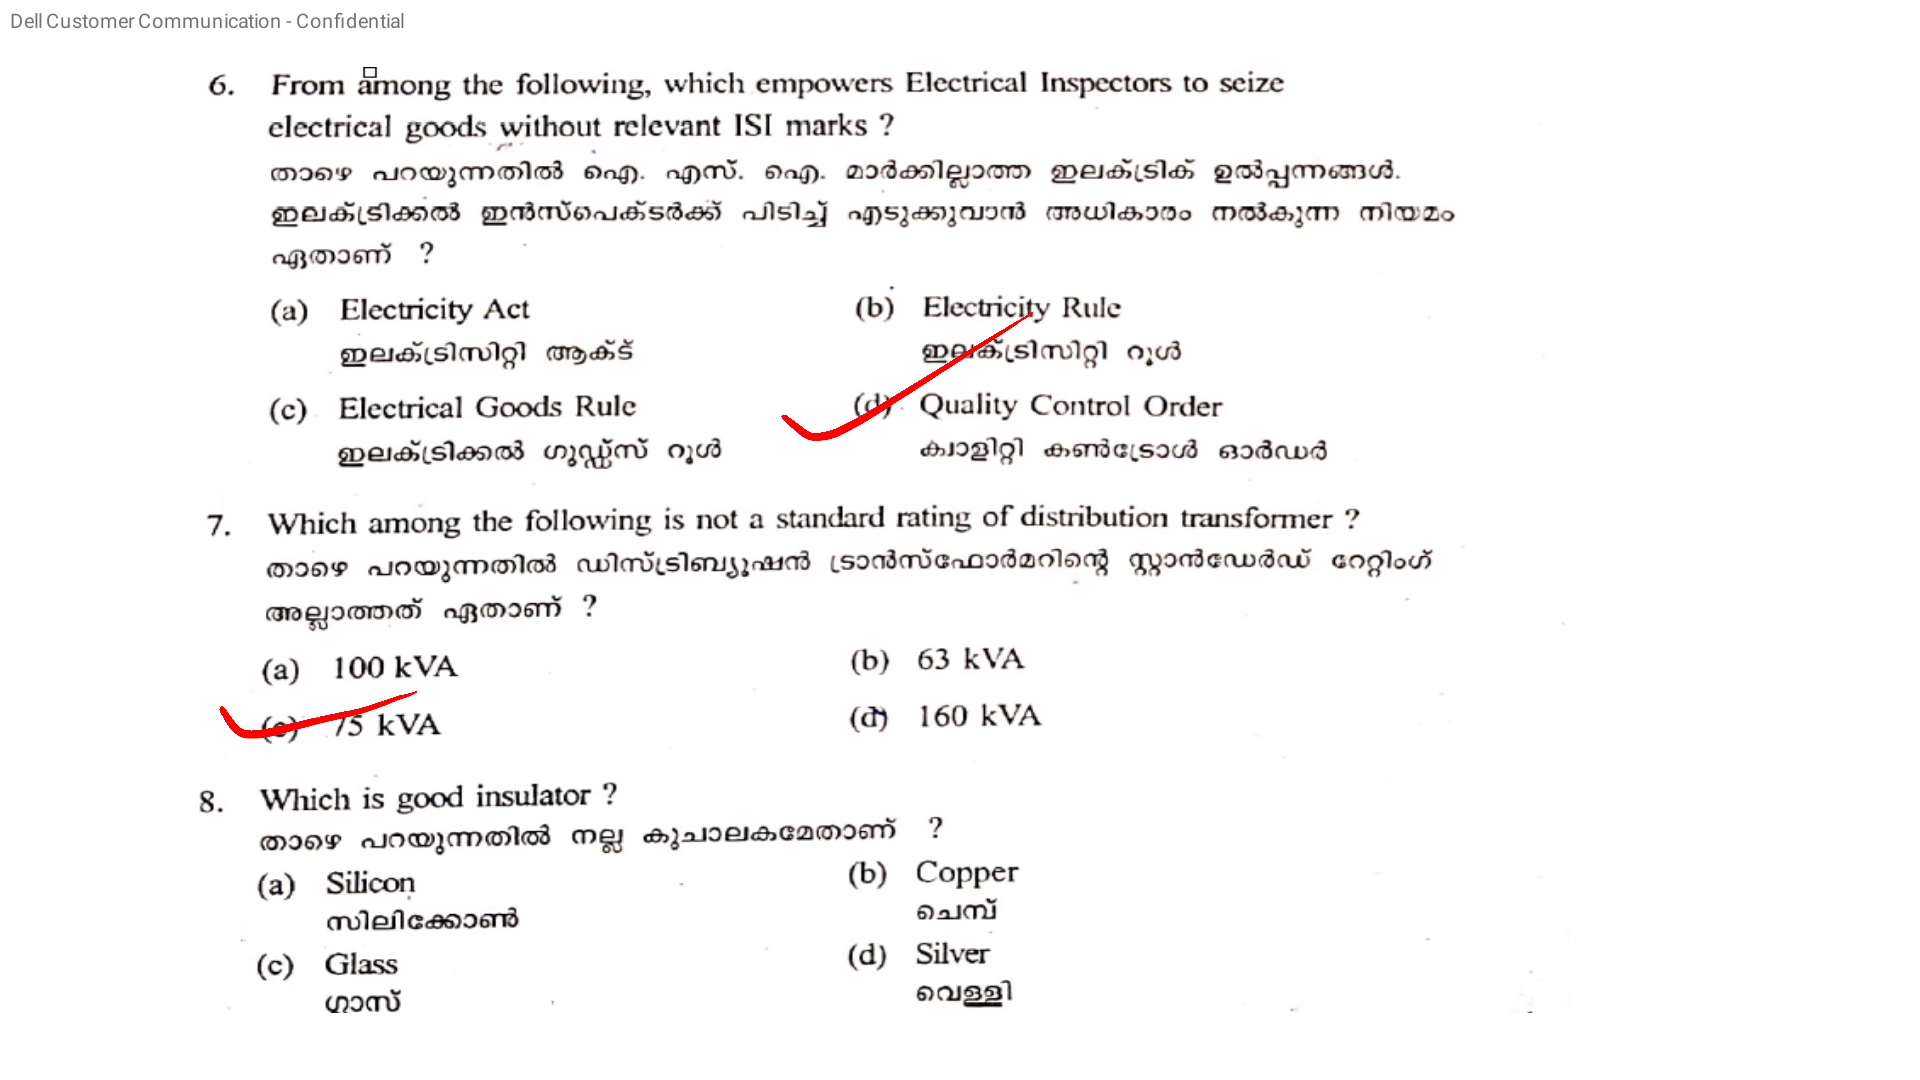 Dell Customer Communication - Confidential
6. From among the following, which empowers Electrical Inspectors to seize
electrical goods without relevant ISI marks ?
താഴെ പറയുന്നതിൽ ഐ. എസ്. ഐ. മാർക്കില്ലാത്ത ഇലക്ട്രിക് ഉൽപ്പന്നങ്ങൾ.
ഇലക്ട്രിക്കൽ ഇൻസ്പെക്ടർക്ക് പിടിച്ച് എടുക്കുവാൻ അധികാരം നൽകുന്ന നിയമം
ഏതാണ് ?
(a) Electricity Act (b) Electricity Rule
ഇലക്ട്രിസിറ്റി ആക്ട് ഇലക്ട്രിസിറ്റി റൂൾ
(c) Electrical Goods Rule (d) Quality Control Order
ഇലക്ട്രിക്കൽ ഗുഡ്ഡ്സ് റൂൾ ക്വാളിറ്റി കൺട്രോൾ ഓർഡർ
7. Which among the following is not a standard rating of distribution transformer ?
താഴെ പറയുന്നതിൽ ഡിസ്ട്രിബ്യൂഷൻ ട്രാൻസ്ഫോർമറിന്റെ സ്റ്റാൻഡേർഡ് റേറ്റിംഗ്
അല്ലാത്തത് ഏതാണ് ?
(a) 100 kVA (b) 63 kVA
(c) 75 kVA (d) 160 kVA
8. Which is good insulator ?
താഴെ പറയുന്നതിൽ നല്ല കുചാലകമേതാണ് ?
(a) Silicon (b) Copper
സിലിക്കോൺ ചെമ്പ്
(c) Glass (d) Silver
ഗ്ലാസ് വെള്ളി